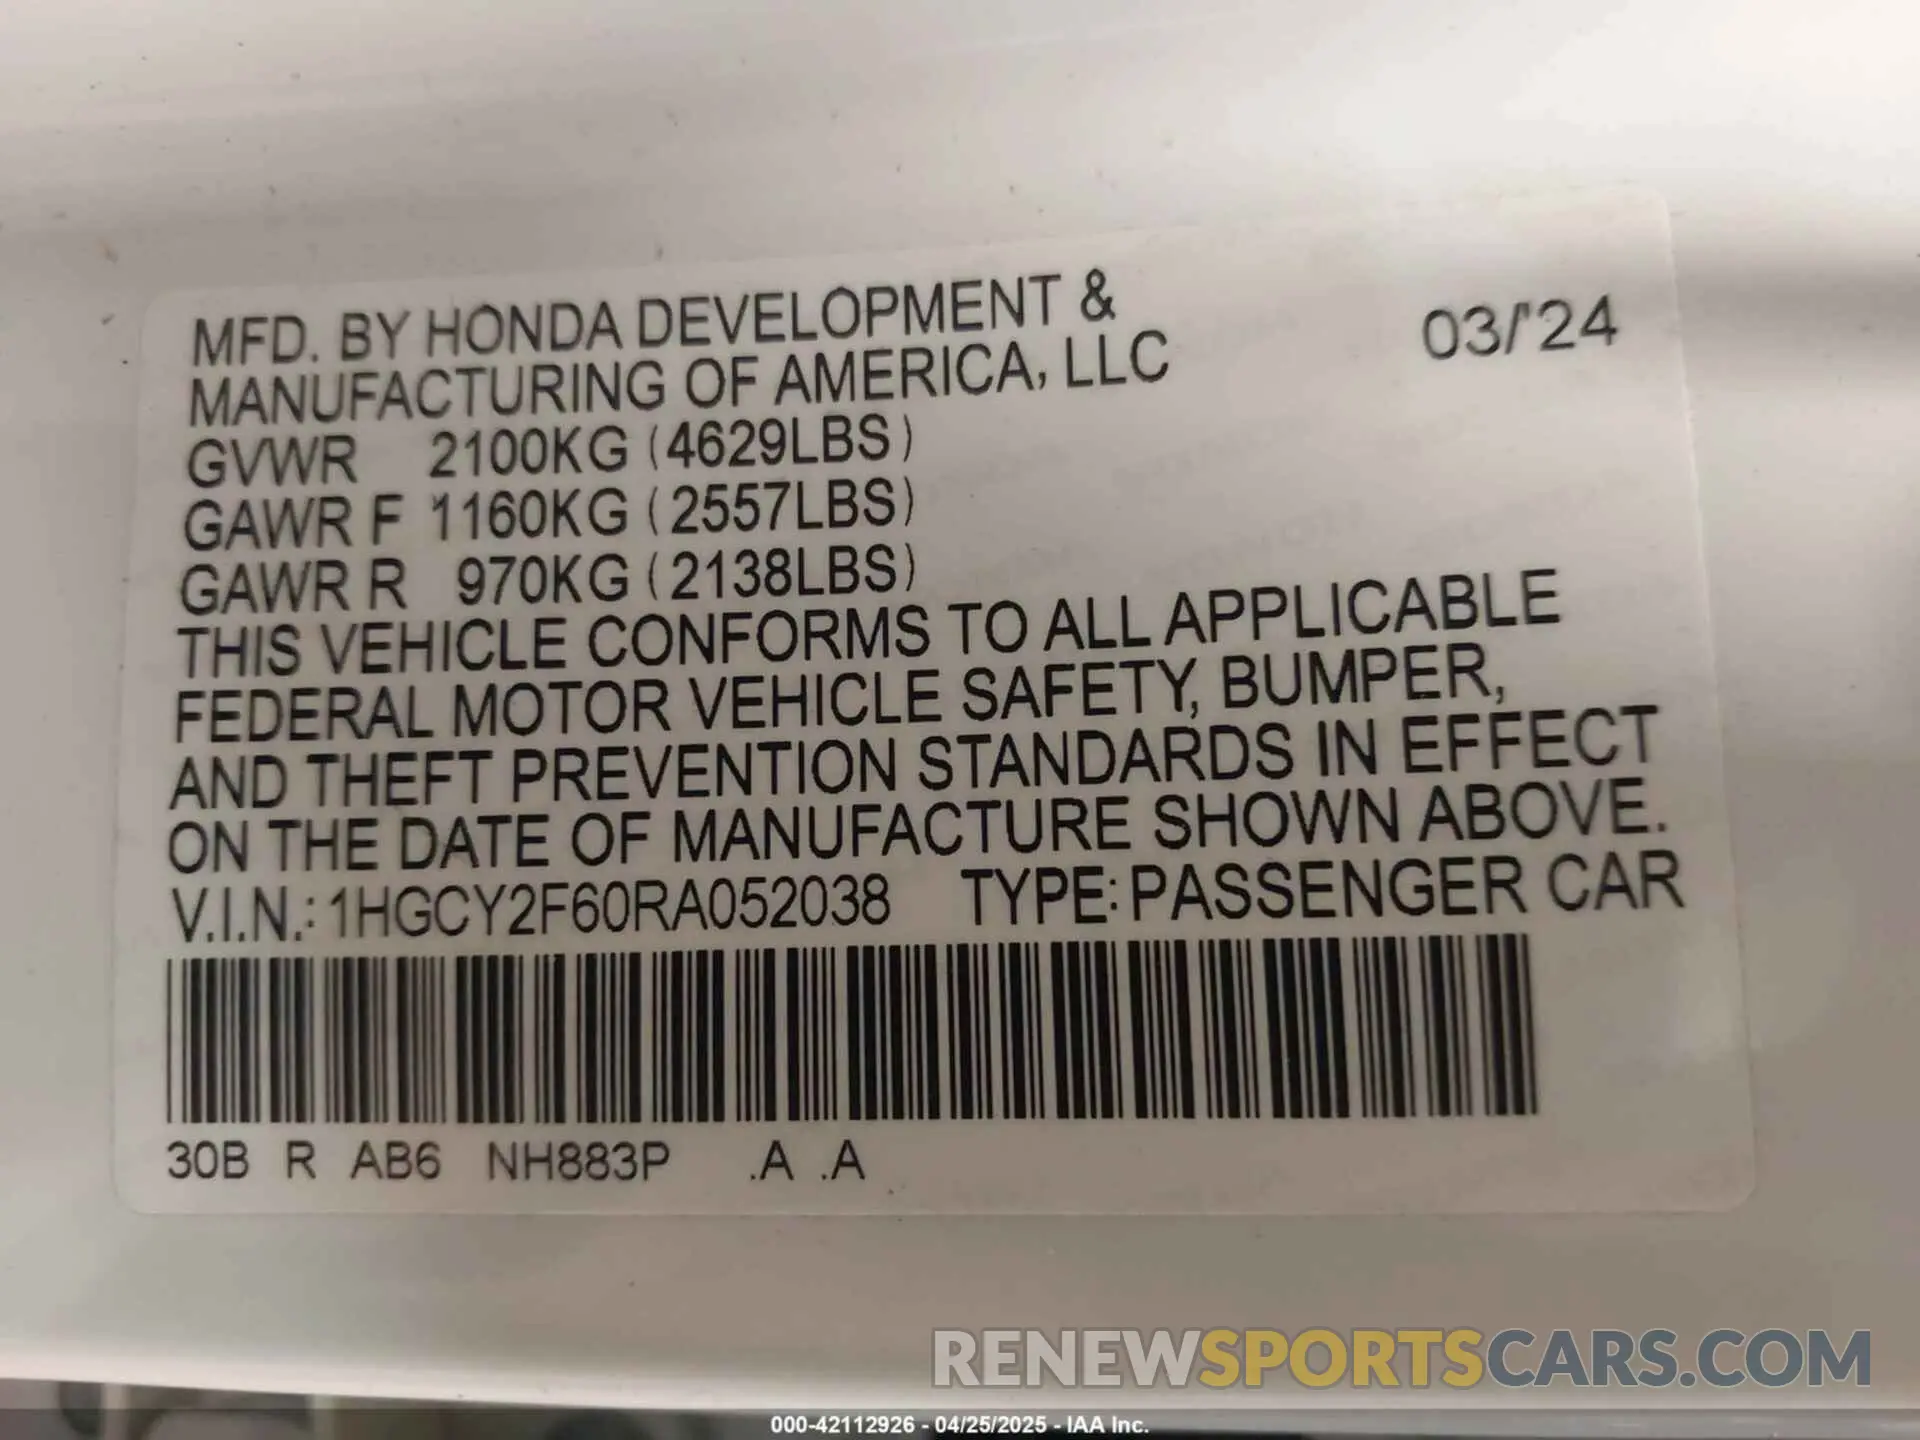 MFD. BY HONDA DEVELOPMENT &
MANUFACTURING OF AMERICA, LLC
03/'24
GVWR 2100KG (4629LBS)
GAWR F 1160KG (2557LBS)
GAWR R 970KG (2138LBS)
THIS VEHICLE CONFORMS TO ALL APPLICABLE
FEDERAL MOTOR VEHICLE SAFETY, BUMPER,
AND THEFT PREVENTION STANDARDS IN EFFECT
ON THE DATE OF MANUFACTURE SHOWN ABOVE.
V.I.N.: 1HGCY2F60RA052038 TYPE: PASSENGER CAR
30B R AB6 NH883P .A .A
RENEWSPORTSCARS.COM
000-42112926 - 04/25/2025 - IAA Inc.